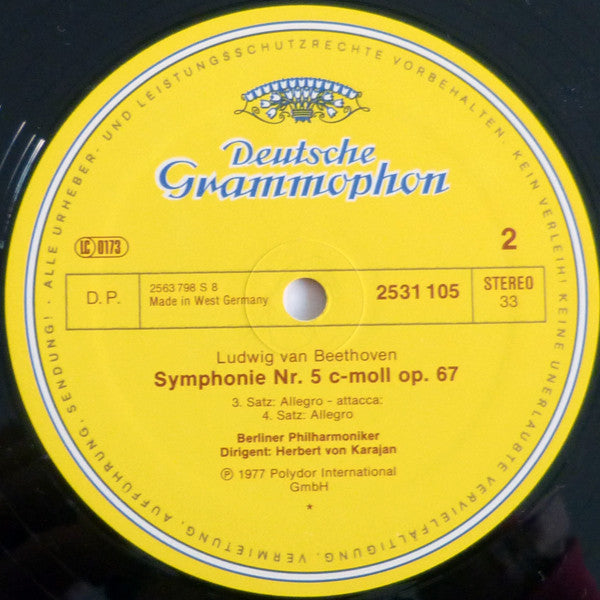 ALLE URHEBER- UND LEISTUNGSSCHUTZRECHTE VORBEHALTEN. KEIN VERLEIH! KEINE UNERLAUBTE VERVIELFÄLTIGUNG, VERMIETUNG, AUFFÜHRUNG, SENDUNG!
Deutsche
Grammophon
LC 0173
2
D. P.
2563 798 S 8
Made in West Germany
2531 105
STEREO
33
Ludwig van Beethoven
Symphonie Nr. 5 c-moll op. 67
3. Satz: Allegro - attacca:
4. Satz: Allegro
Berliner Philharmoniker
Dirigent: Herbert von Karajan
Ⓟ 1977 Polydor International
GmbH
*